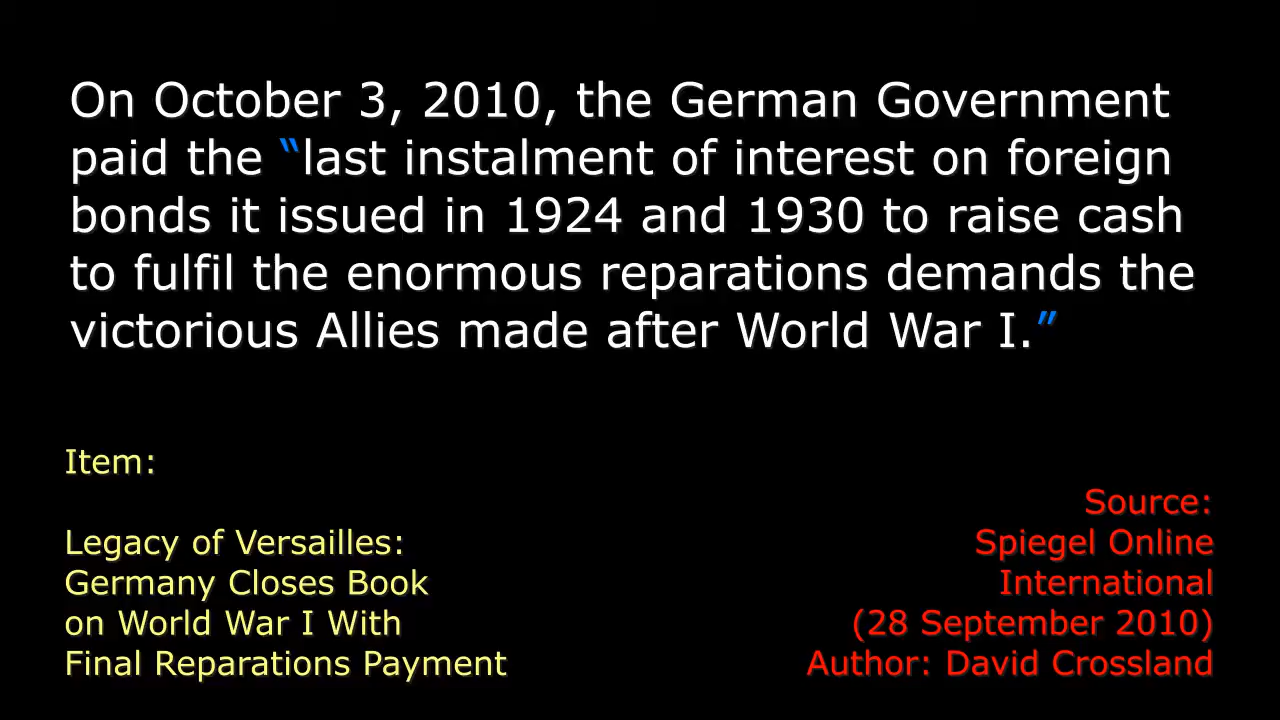 On October 3, 2010, the German Government
paid the “last instalment of interest on foreign
bonds it issued in 1924 and 1930 to raise cash
to fulfil the enormous reparations demands the
victorious Allies made after World War I.”
Item:
Legacy of Versailles:
Germany Closes Book
on World War I With
Final Reparations Payment
Source:
Spiegel Online
International
(28 September 2010)
Author: David Crossland